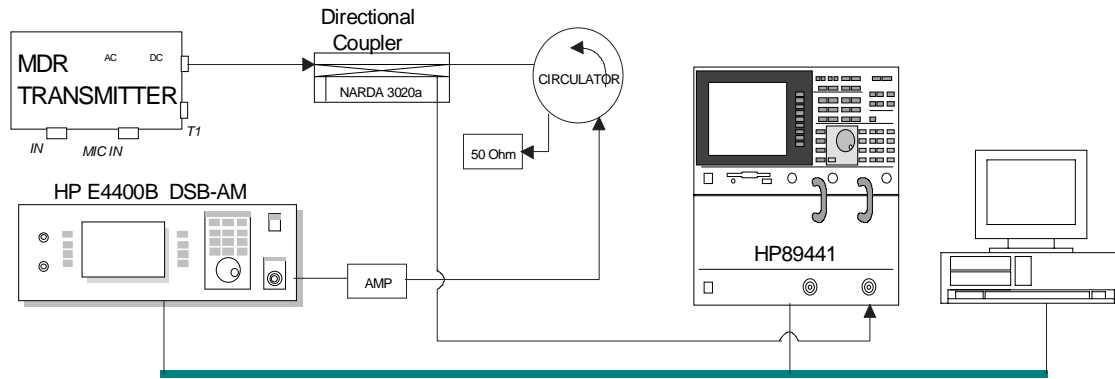 Directional
Coupler
MDR
TRANSMITTER
AC
DC
NARDA 3020a
CIRCULATOR
T1
IN
MIC IN
50 Ohm
HP E4400B DSB-AM
AMP
HP89441